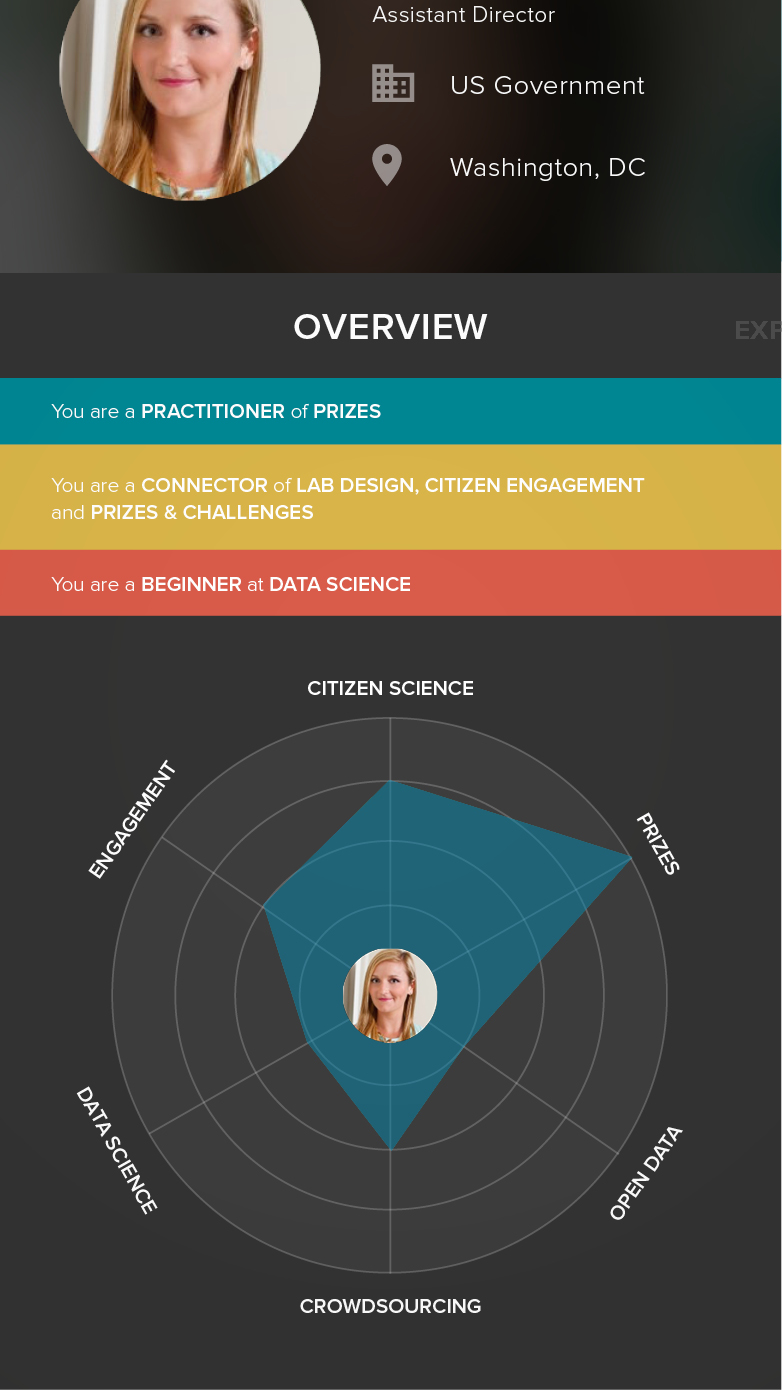 Assistant Director
US Government
Washington, DC
OVERVIEW
You are a PRACTITIONER of PRIZES
You are a CONNECTOR of LAB DESIGN, CITIZEN ENGAGEMENT
and PRIZES & CHALLENGES
You are a BEGINNER at DATA SCIENCE
CITIZEN SCIENCE
ENGAGEMENT
PRIZES
DATA SCIENCE
OPEN DATA
CROWDSOURCING